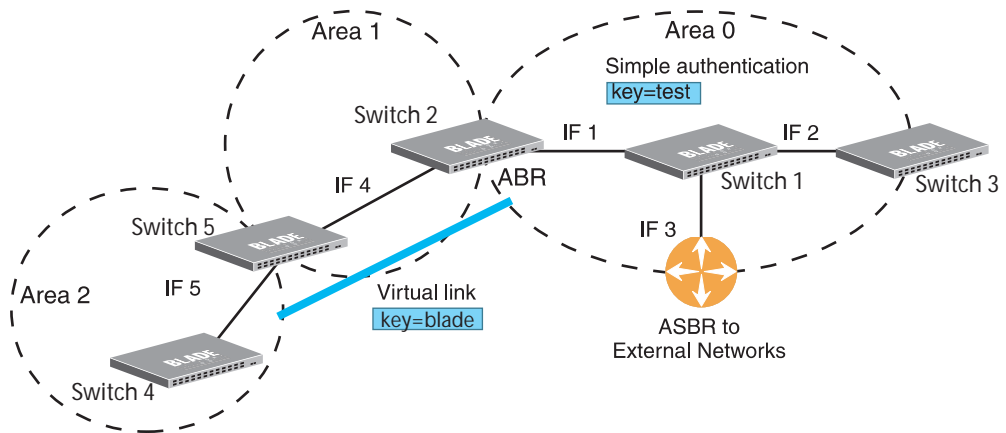 Area 1
Area 0
Simple authentication
key=test
Switch 2
BLADE
IF 1
BLADE
IF 2
BLADE
ABR
Switch 1
Switch 3
IF 4
Switch 5
BLADE
IF 3
Area 2
IF 5
Virtual link
key=blade
BLADE
Switch 4
ASBR to
External Networks